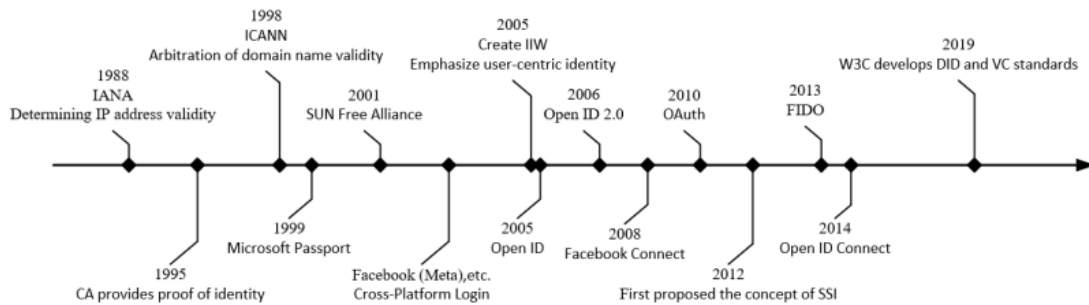 1988
IANA
Determining IP address validity
1995
CA provides proof of identity
1998
ICANN
Arbitration of domain name validity
1999
Microsoft Passport
2001
SUN Free Alliance
Facebook (Meta),etc.
Cross-Platform Login
2005
Create IIW
Emphasize user-centric identity
2005
Open ID
2006
Open ID 2.0
2008
Facebook Connect
2010
OAuth
2012
First proposed the concept of SSI
2013
FIDO
2014
Open ID Connect
2019
W3C develops DID and VC standards